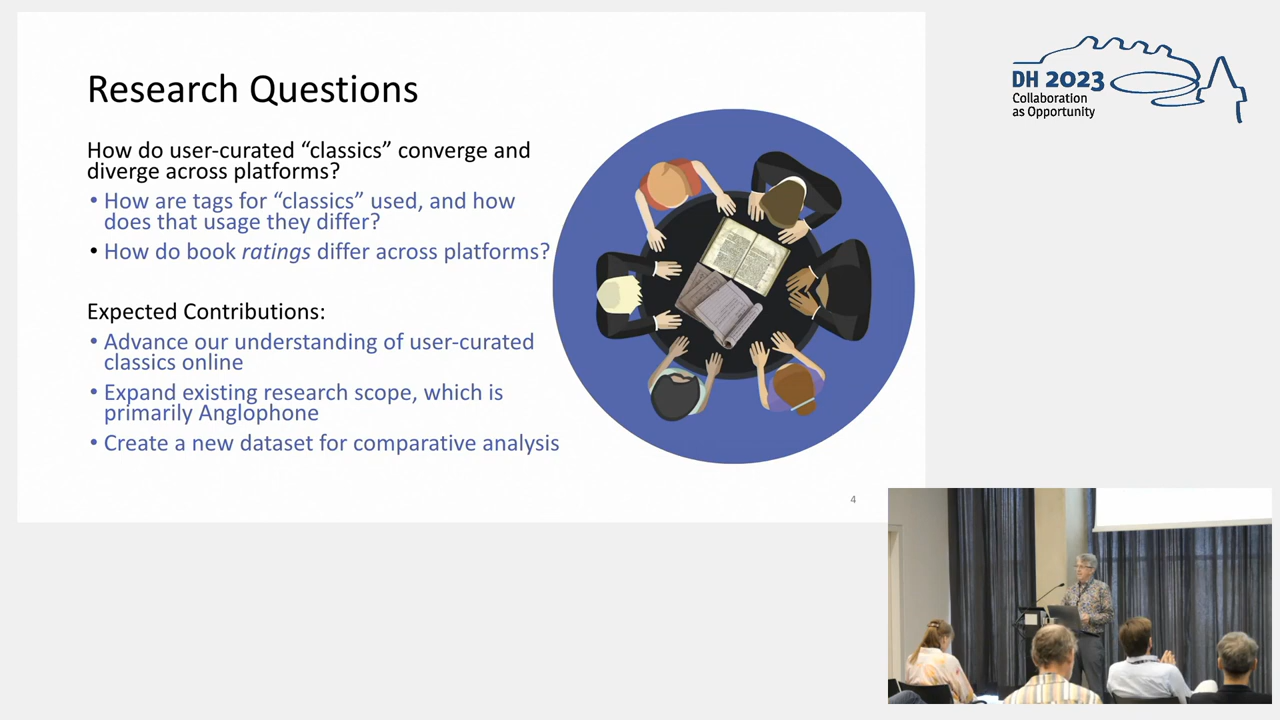 Research Questions
How do user-curated “classics” converge and
diverge across platforms?
• How are tags for “classics” used, and how
does that usage they differ?
• How do book ratings differ across platforms?
Expected Contributions:
• Advance our understanding of user-curated
classics online
• Expand existing research scope, which is
primarily Anglophone
• Create a new dataset for comparative analysis
4
DH 2023
Collaboration
as Opportunity